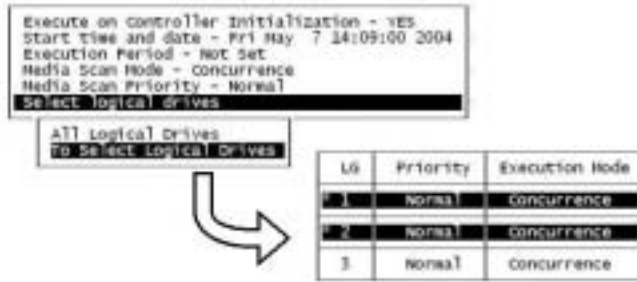 Execute on Controller Initialization - YES
Start time and date - Fri May 7 14:09:00 2004
Execution Period - Not Set
Media Scan Mode - Concurrence
Media Scan Priority - Normal
Select logical drives
All Logical Drives
To Select Logical Drives
LG Priority Execution Mode
* 1 Normal Concurrence
* 2 Normal Concurrence
3 Normal Concurrence